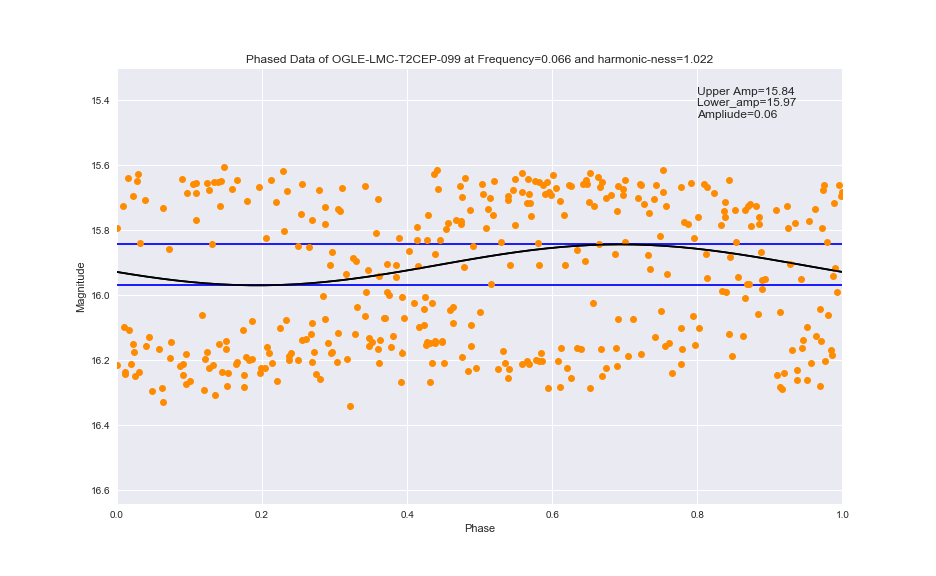 Phased Data of OGLE-LMC-T2CEP-099 at Frequency=0.066 and harmonic-ness=1.022
Upper Amp=15.84
Lower_amp=15.97
Ampliude=0.06
15.4
15.6
15.8
16.0
16.2
16.4
16.6
Magnitude
0.0 0.2 0.4 0.6 0.8 1.0
Phase